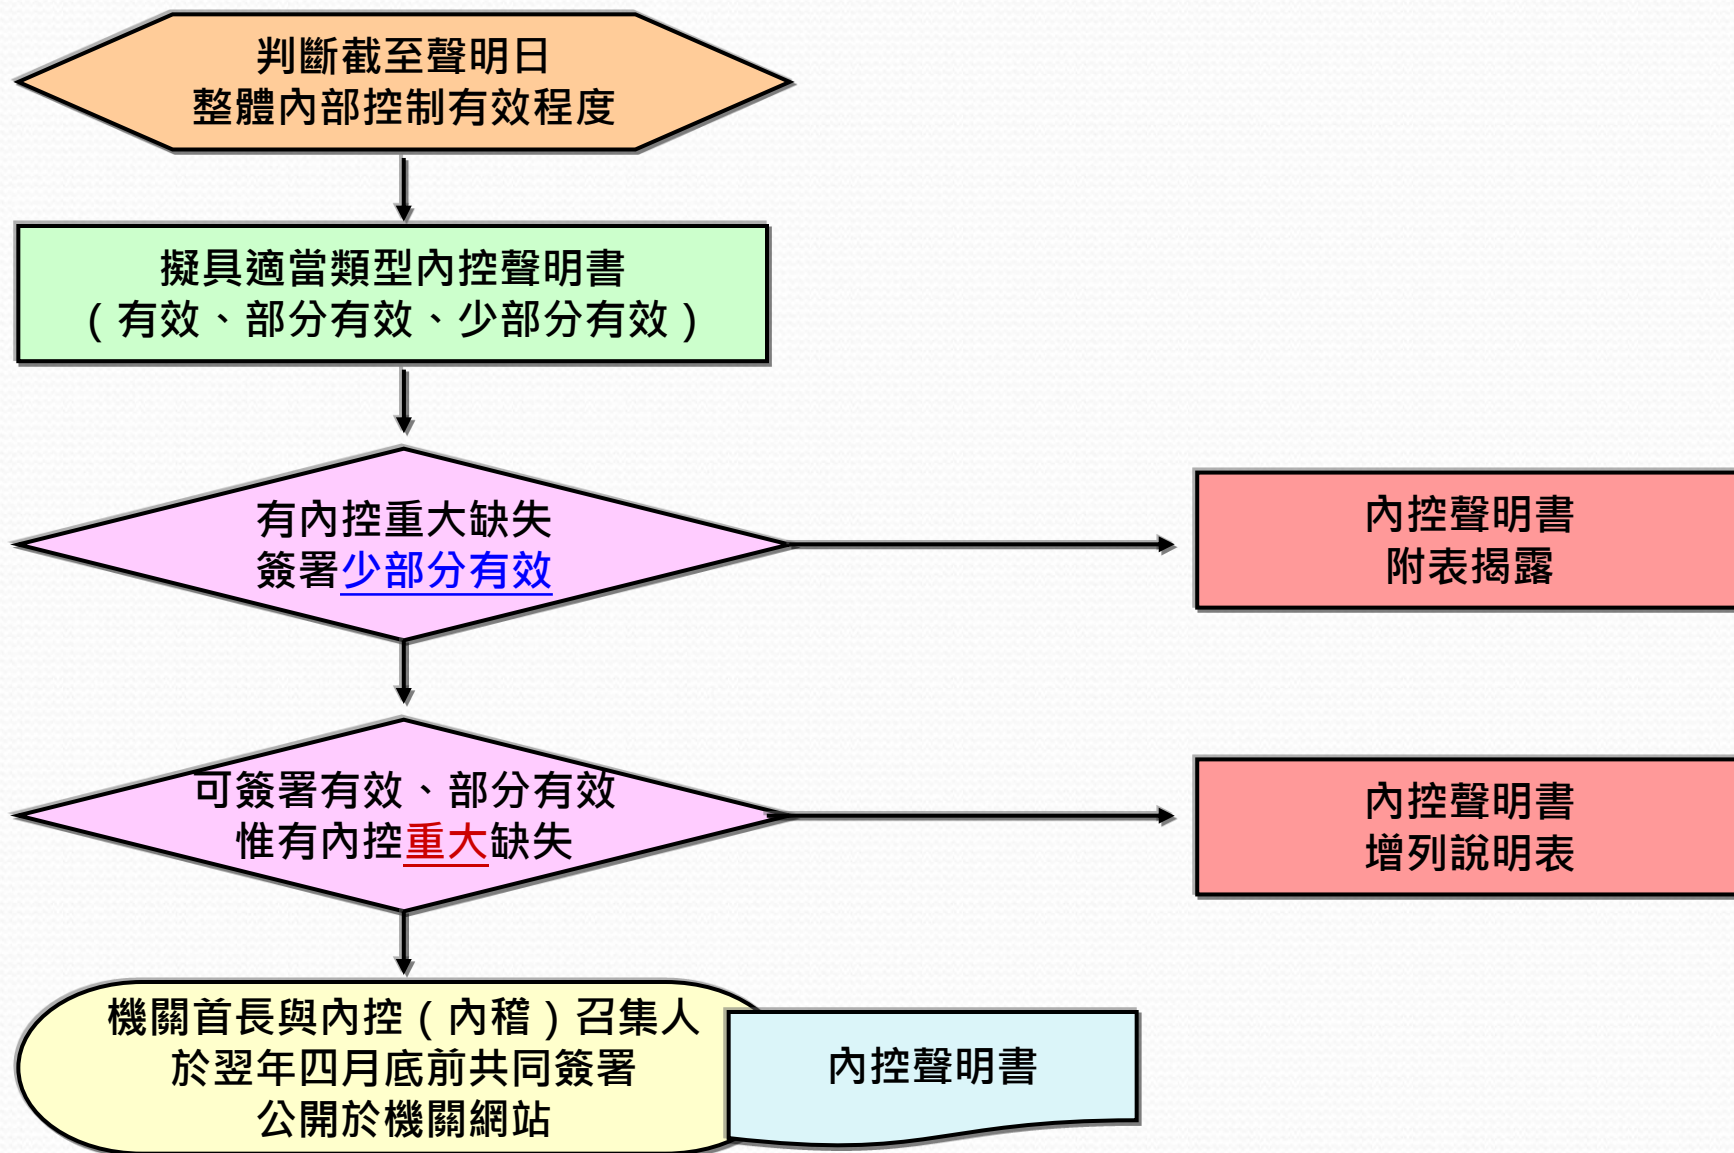 判斷截至聲明日
整體內部控制有效程度
擬具適當類型內控聲明書
（有效、部分有效、少部分有效）
有內控重大缺失
簽署少部分有效
內控聲明書
附表揭露
可簽署有效、部分有效
惟有內控重大缺失
內控聲明書
增列說明表
機關首長與內控（內稽）召集人
於翌年四月底前共同簽署
公開於機關網站
內控聲明書